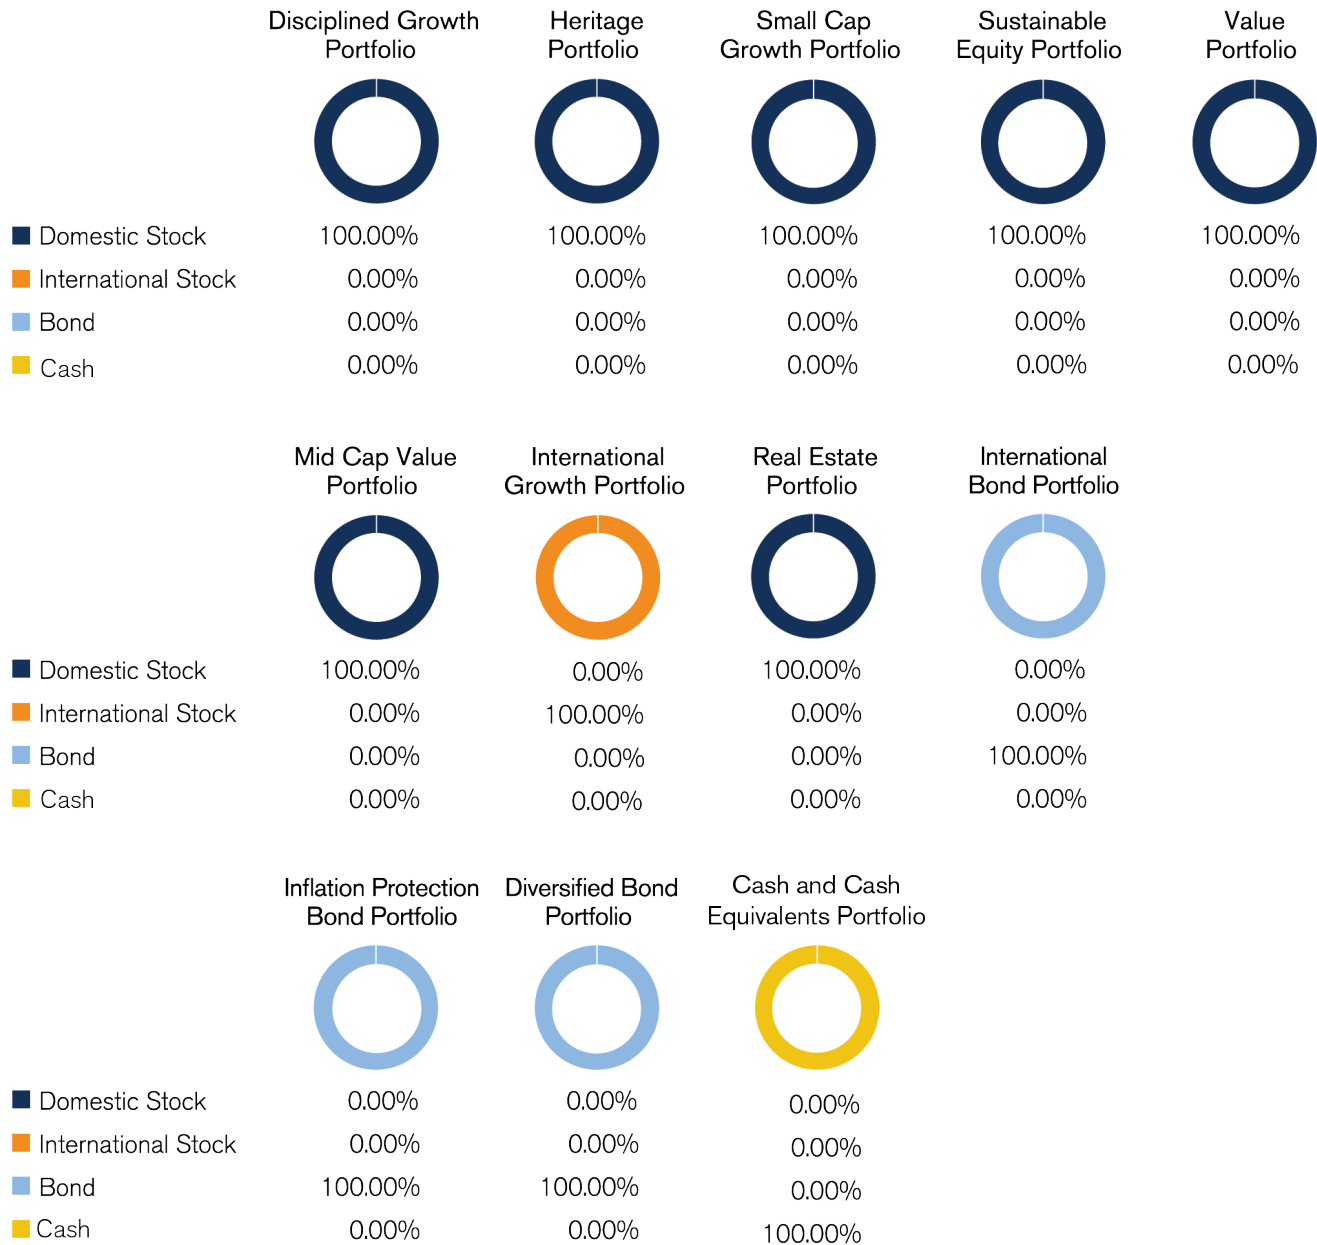 Disciplined Growth Portfolio
Heritage Portfolio
Small Cap Growth Portfolio
Sustainable Equity Portfolio
Value Portfolio
Domestic Stock 100.00% 100.00% 100.00% 100.00% 100.00%
International Stock 0.00% 0.00% 0.00% 0.00% 0.00%
Bond 0.00% 0.00% 0.00% 0.00% 0.00%
Cash 0.00% 0.00% 0.00% 0.00% 0.00%
Mid Cap Value Portfolio
International Growth Portfolio
Real Estate Portfolio
International Bond Portfolio
Domestic Stock 100.00% 0.00% 100.00% 0.00%
International Stock 0.00% 100.00% 0.00% 0.00%
Bond 0.00% 0.00% 0.00% 100.00%
Cash 0.00% 0.00% 0.00% 0.00%
Inflation Protection Bond Portfolio
Diversified Bond Portfolio
Cash and Cash Equivalents Portfolio
Domestic Stock 0.00% 0.00% 0.00%
International Stock 0.00% 0.00% 0.00%
Bond 100.00% 100.00% 0.00%
Cash 0.00% 0.00% 100.00%